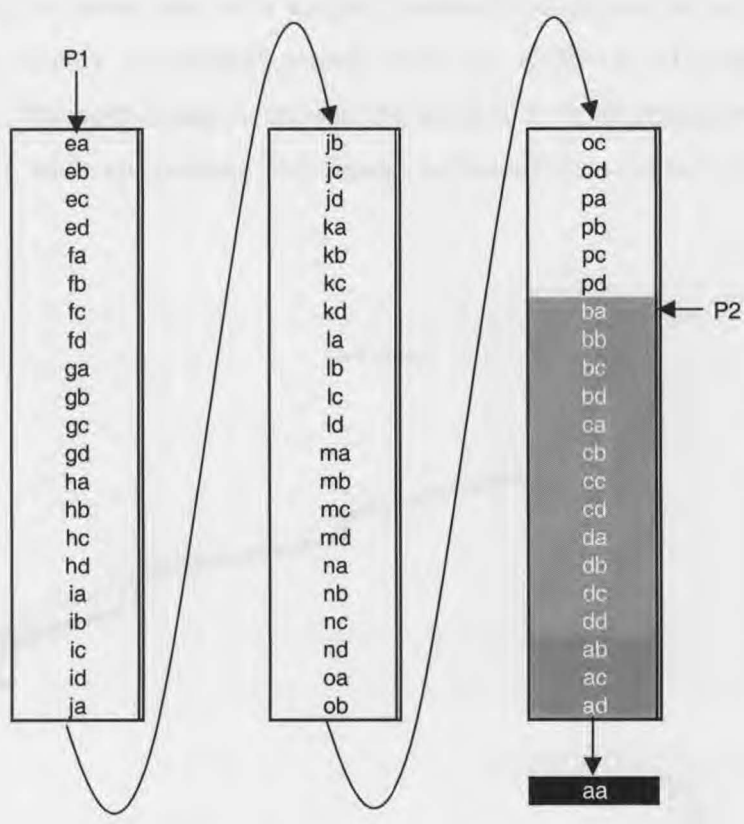 P1
ea
eb
ec
ed
fa
fb
fc
fd
ga
gb
gc
gd
ha
hb
hc
hd
ia
ib
ic
id
ja
jb
jc
jd
ka
kb
kc
kd
la
lb
lc
ld
ma
mb
mc
md
na
nb
nc
nd
oa
ob
oc
od
pa
pb
pc
pd
ba
P2
bb
bc
bd
ca
cb
cc
cd
da
db
dc
dd
ab
ac
ad
aa